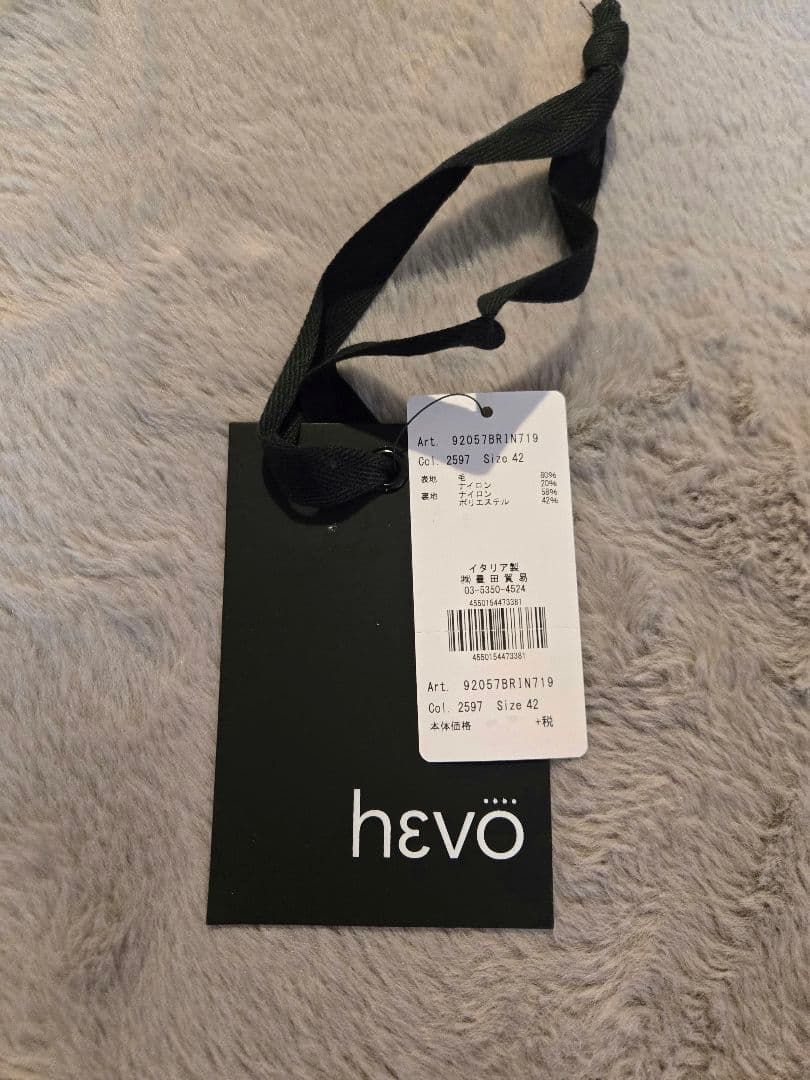 Art. 92057BRIN719
Col. 2597 Size 42
表地 毛 80%
ナイロン 20%
裏地 ナイロン 58%
ポリエステル 42%
イタリア製
㈱ 豊 田 貿 易
03-5350-4524
4550154473381
4550154473381
Art. 92057BRIN719
Col. 2597 Size 42
本体価格 +税
hεvö